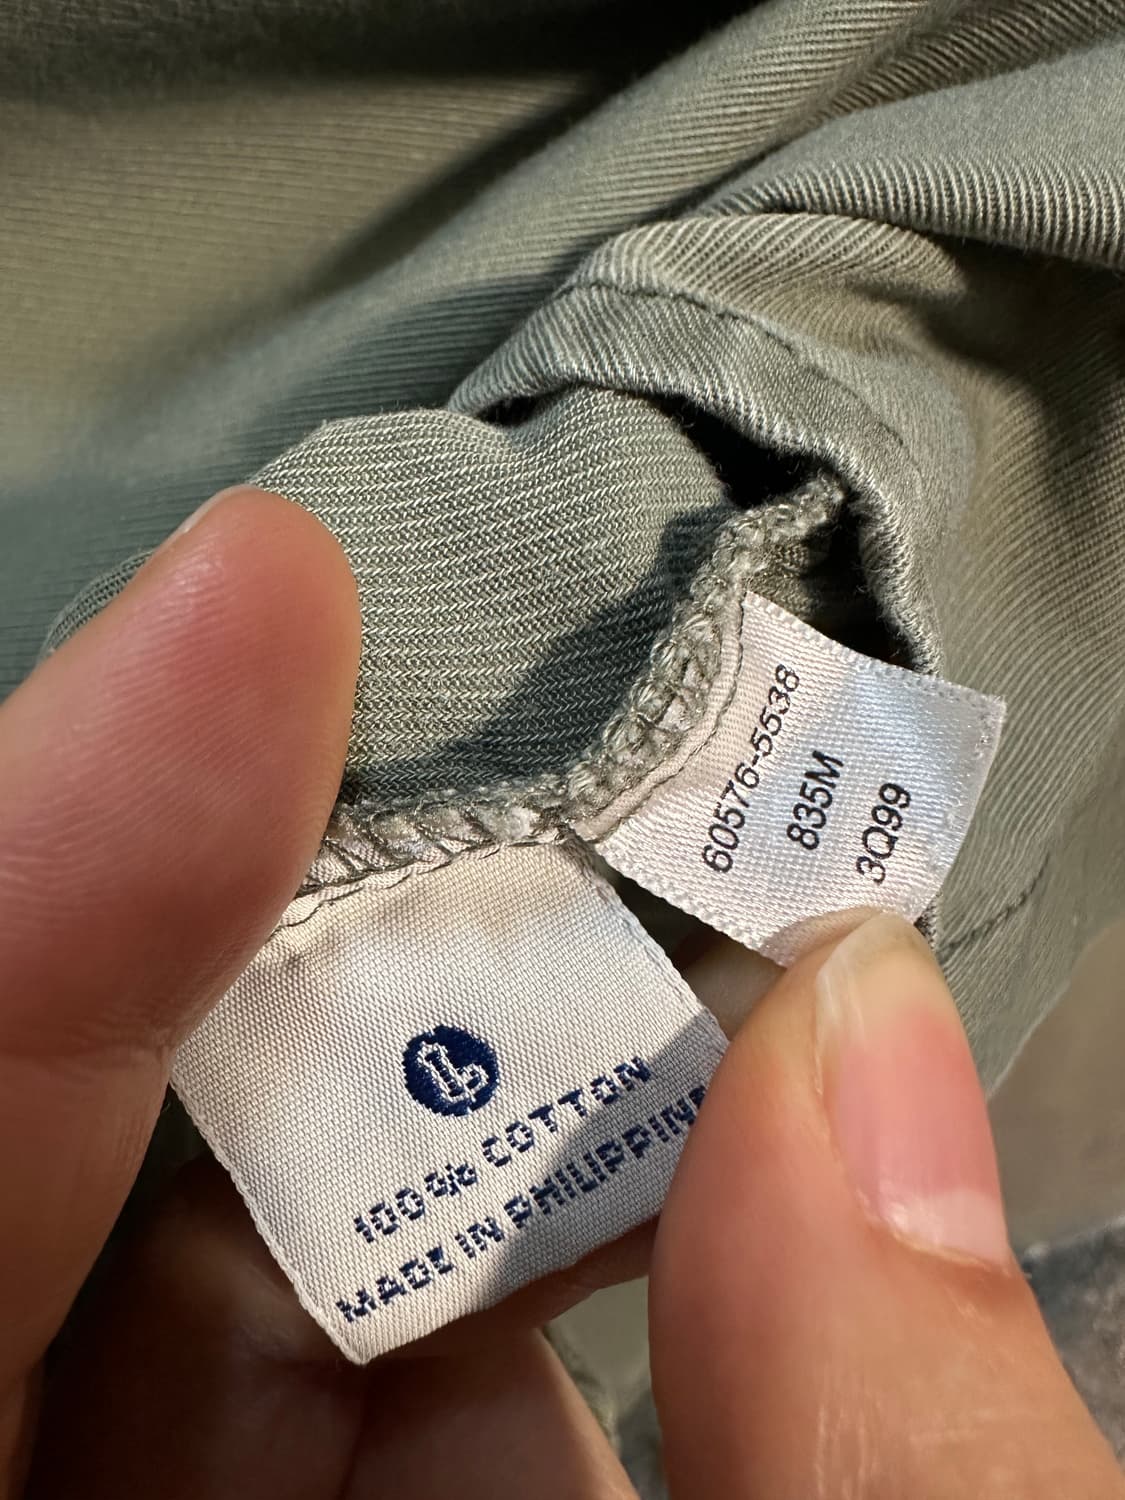 60576-5538
835M
3Q99
L
100% COTTON
MADE IN PHILIPPINE